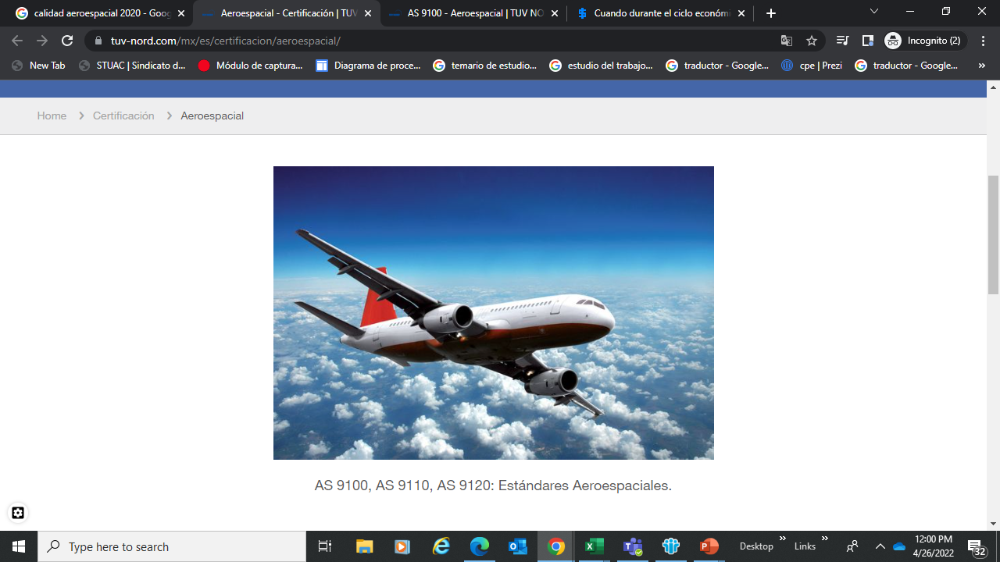 calidad aeroespacial 2020 - Goog
Aeroespacial - Certificación | TUV
AS 9100 - Aeroespacial | TUV NO
Cuando durante el ciclo económi
tuv-nord.com/mx/es/certificacion/aeroespacial/
Incognito (2)
New Tab
STUAC | Sindicato d...
Módulo de captura...
Diagrama de proce...
temario de estudio...
estudio del trabajo...
traductor - Google...
cpe | Prezi
traductor - Google...
»
Home > Certificación > Aeroespacial
AS 9100, AS 9110, AS 9120: Estándares Aeroespaciales.
Type here to search
Desktop »
Links »
12:00 PM
4/26/2022
32